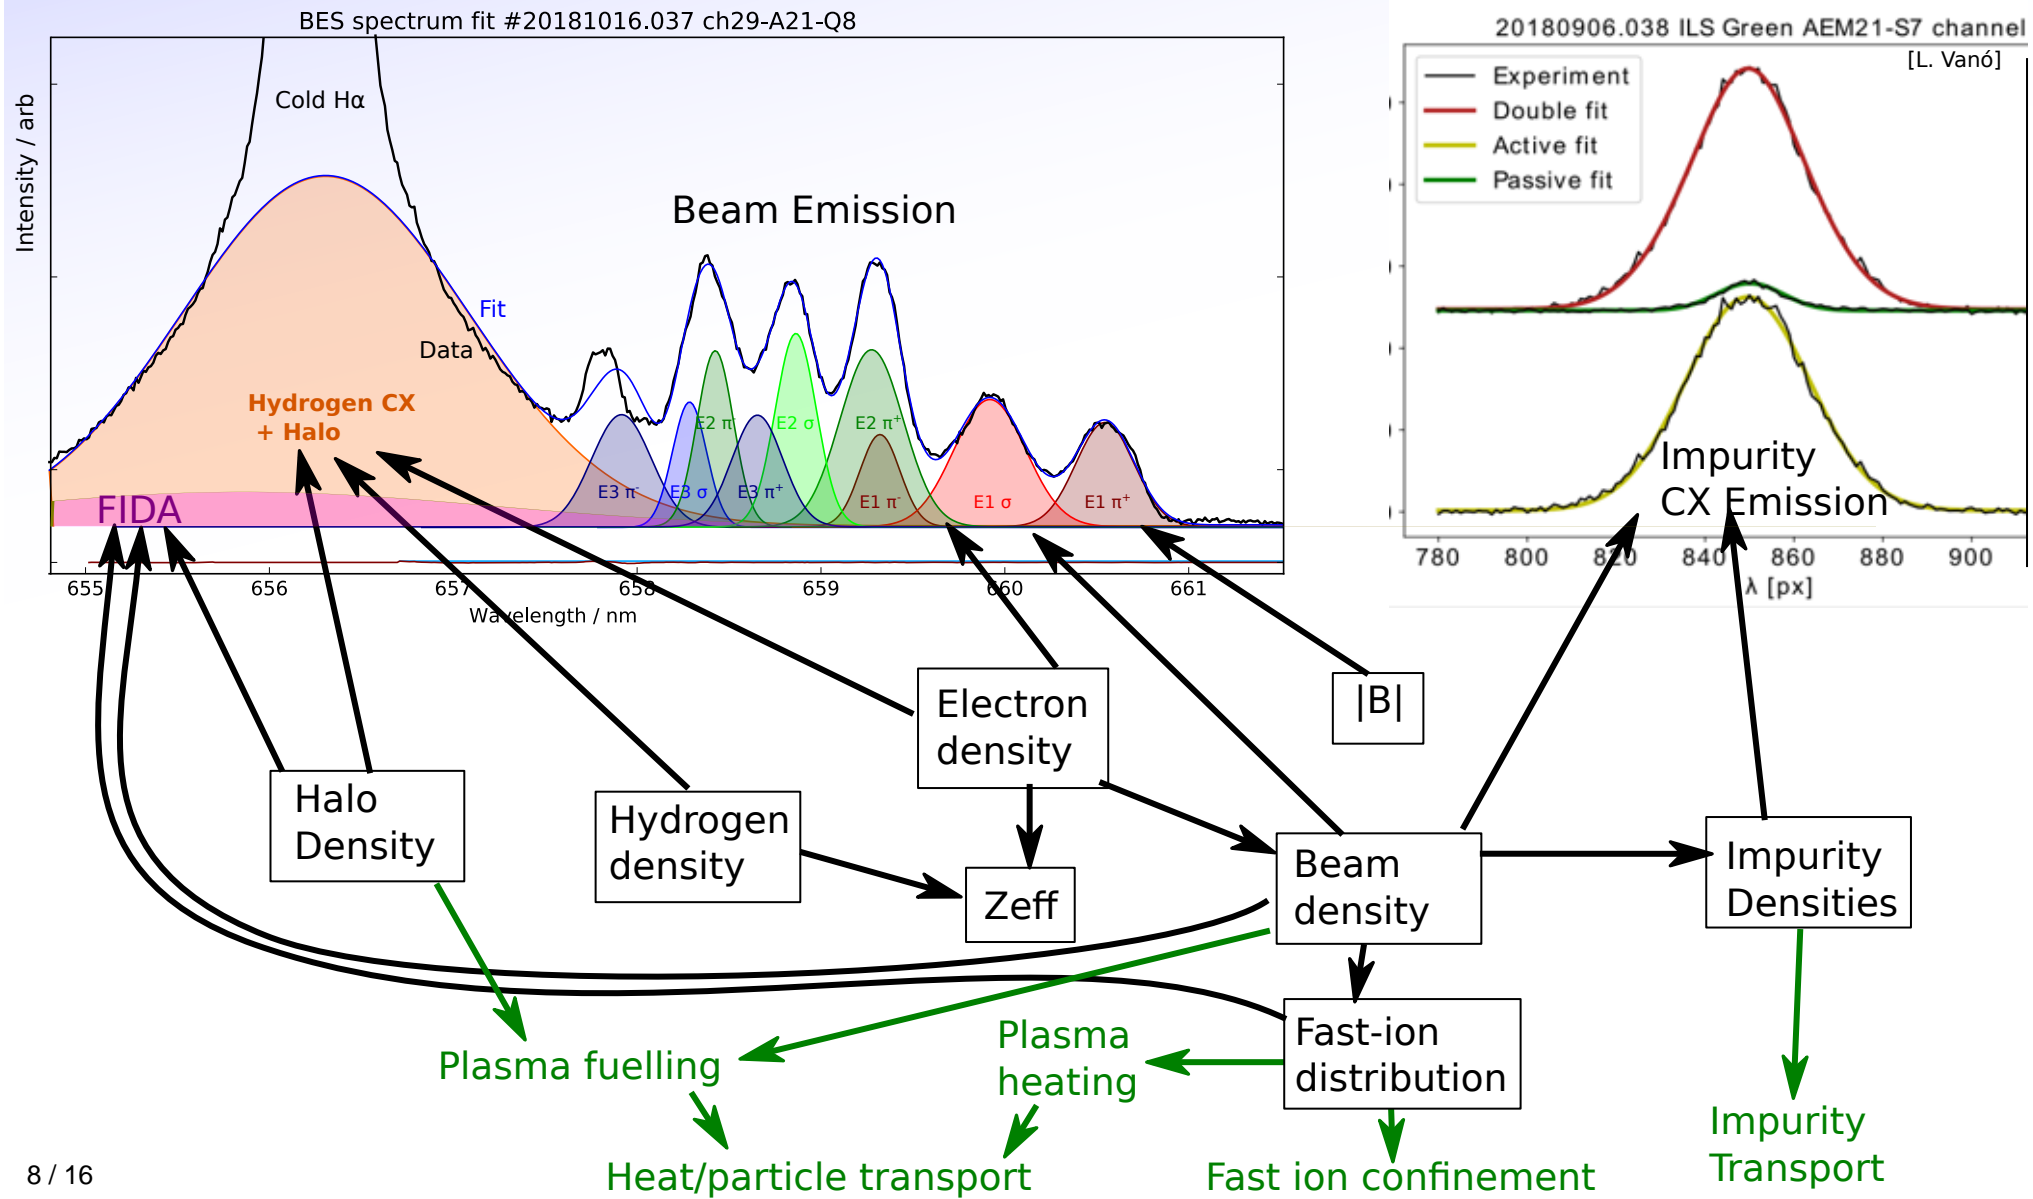 BES spectrum fit #20181016.037 ch29-A21-Q8
Intensity / arb
Cold Hα
Beam Emission
Fit
Data
Hydrogen CX
+ Halo
FIDA
E3 π⁻
E3 σ
E2 π⁻
E3 π⁺
E2 σ
E2 π⁺
E1 π⁻
E1 σ
E1 π⁺
655 656 657 658 659 660 661
Wavelength / nm
20180906.038 ILS Green AEM21-S7 channel
[L. Vanó]
Experiment
Double fit
Active fit
Passive fit
Impurity
CX Emission
780 800 820 840 860 880 900
λ [px]
Electron
density
|B|
Halo
Density
Hydrogen
density
Zeff
Beam
density
Impurity
Densities
Fast-ion
distribution
Plasma fuelling
Plasma
heating
Heat/particle transport
Fast ion confinement
Impurity
Transport
8 / 16